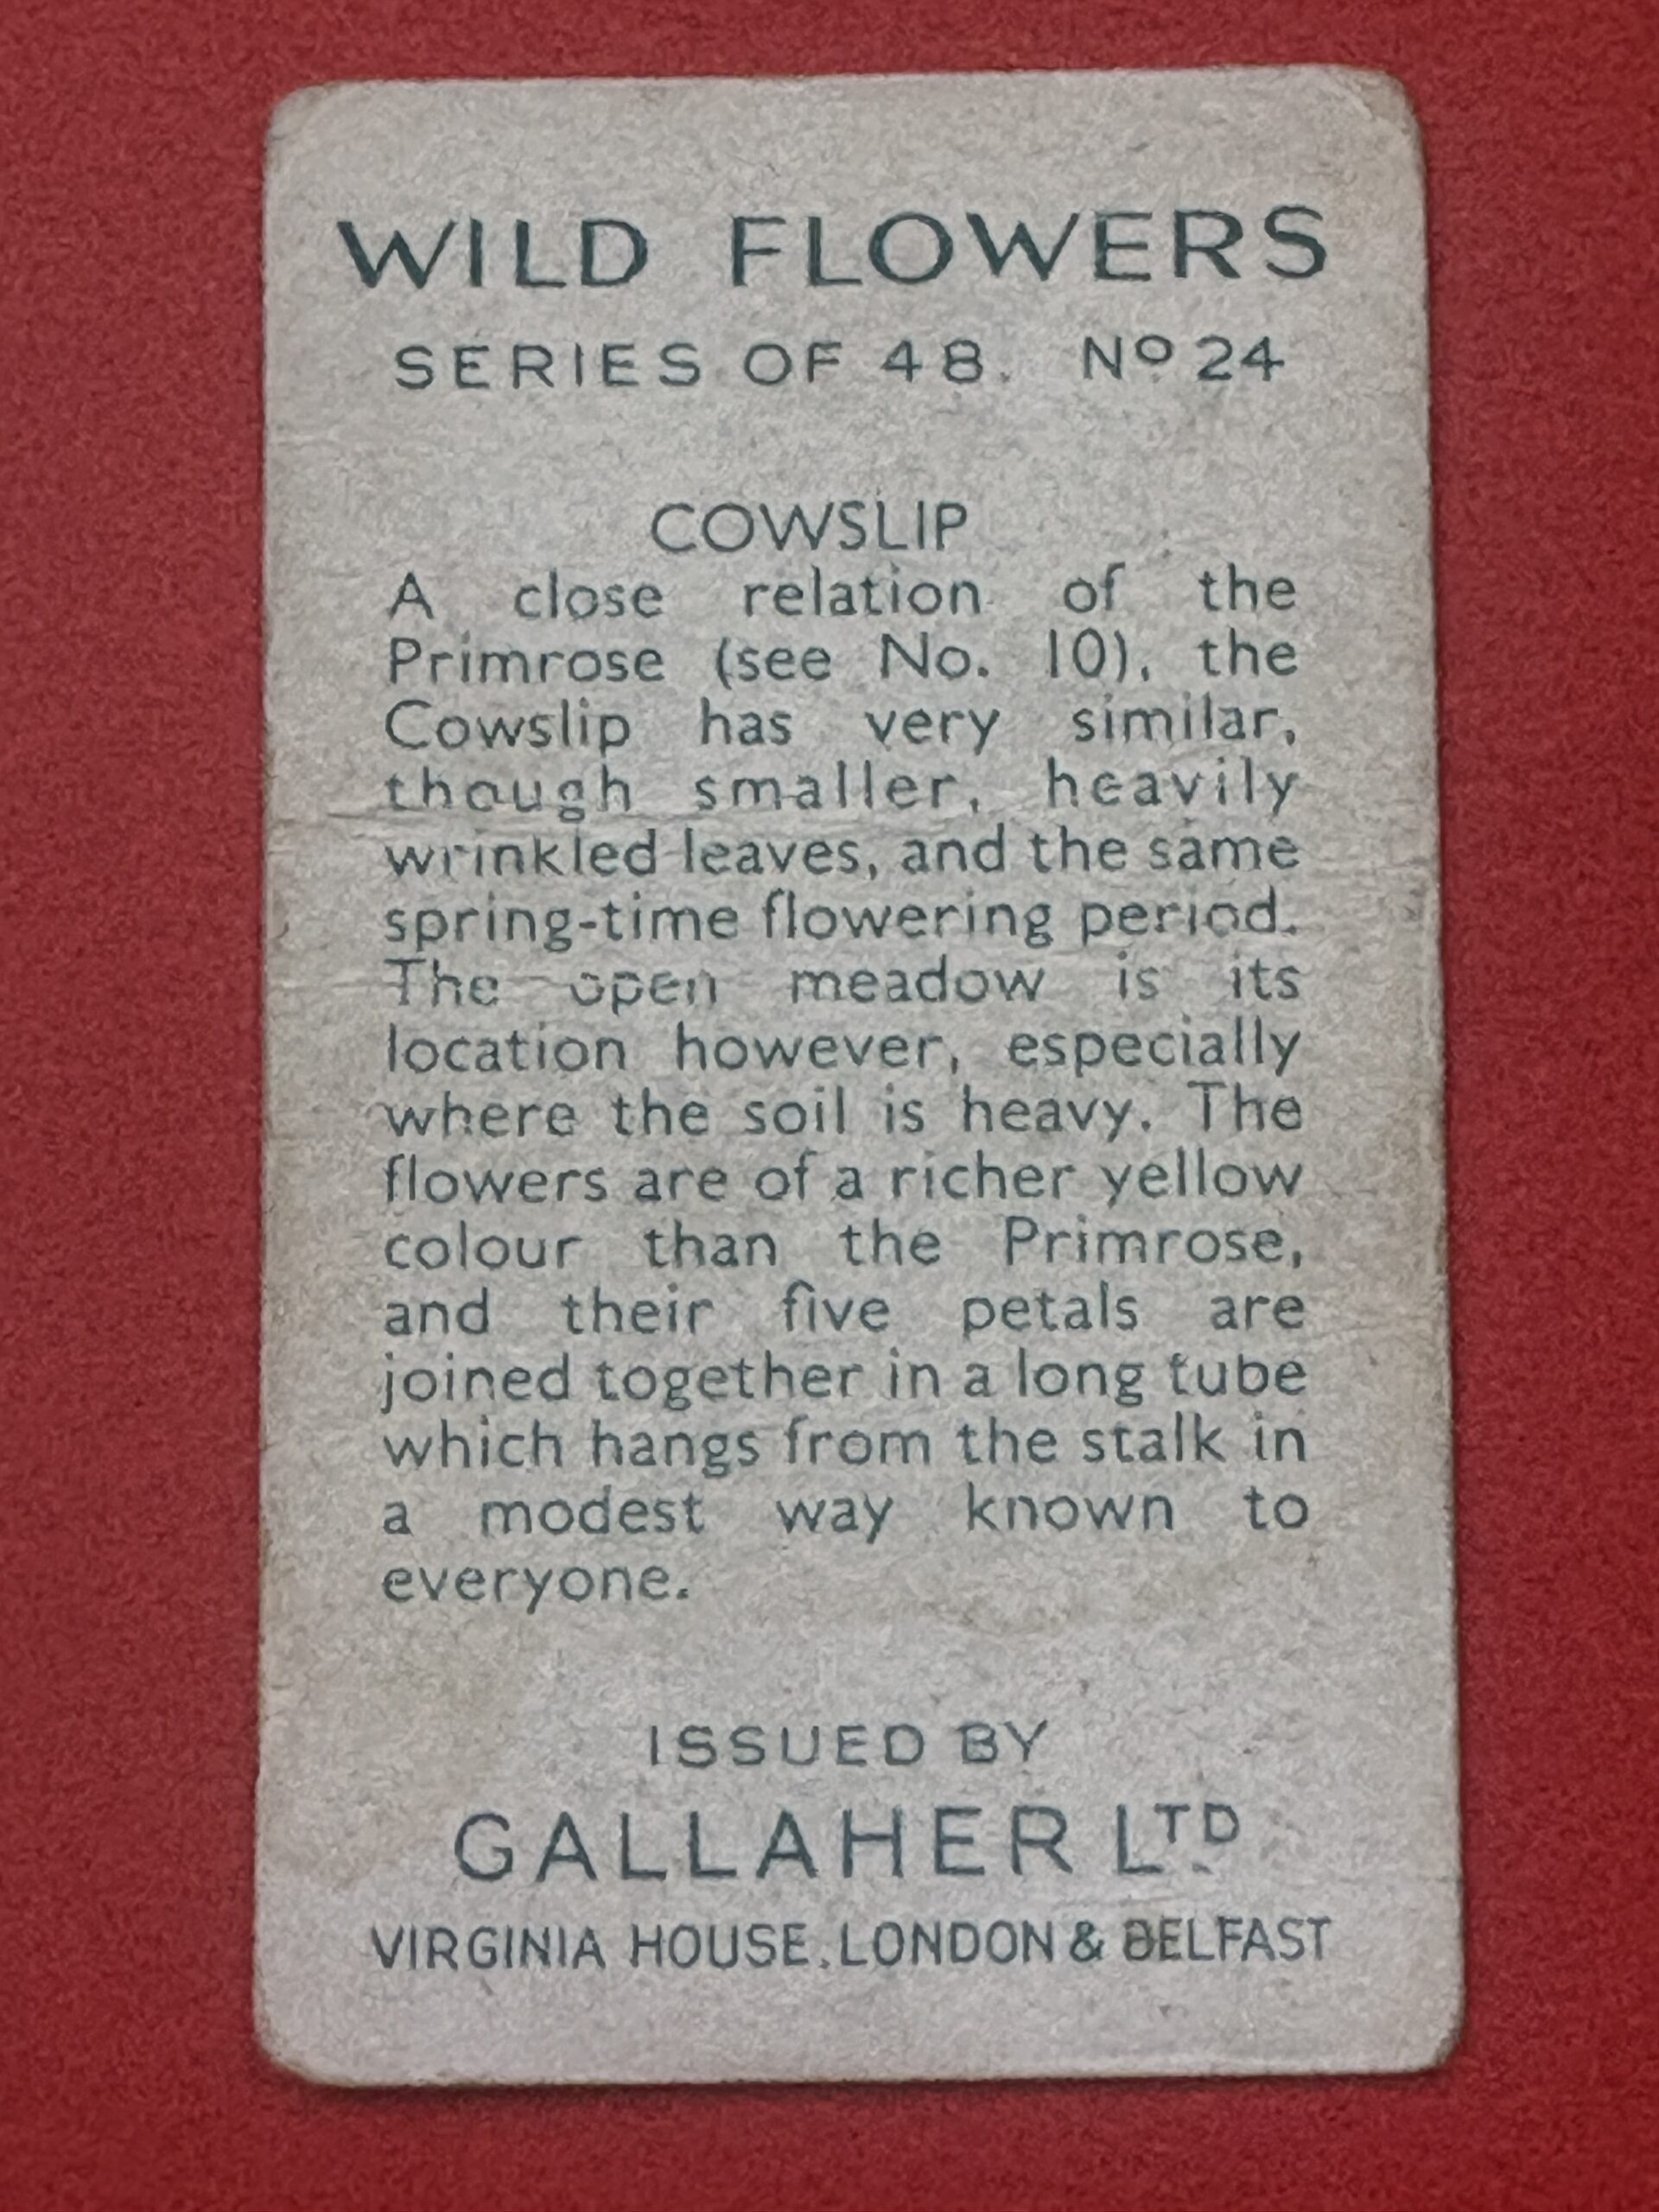 WILD FLOWERS
SERIES OF 48. Nº 24
COWSLIP
A close relation of the
Primrose (see No. 10), the
Cowslip has very similar,
though smaller, heavily
wrinkled leaves, and the same
spring-time flowering period.
The open meadow is its
location however, especially
where the soil is heavy. The
flowers are of a richer yellow
colour than the Primrose,
and their five petals are
joined together in a long tube
which hangs from the stalk in
a modest way known to
everyone.
ISSUED BY
GALLAHER LTD
VIRGINIA HOUSE, LONDON & BELFAST